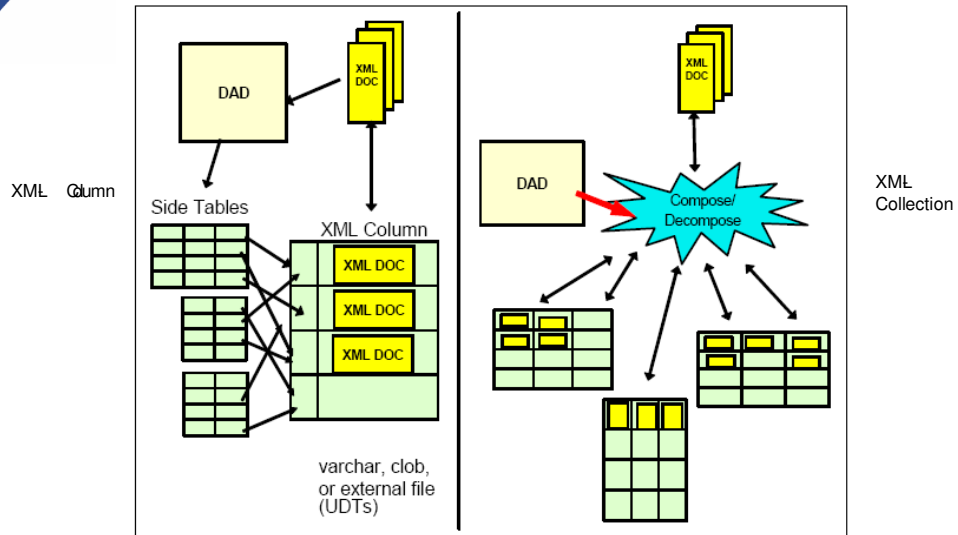 XML Column
DAD
XML
DOC
Side Tables
XML Column
XML DOC
XML DOC
XML DOC
varchar, clob,
or external file
(UDTs)
XML
DOC
DAD
Compose/
Decompose
XML
Collection